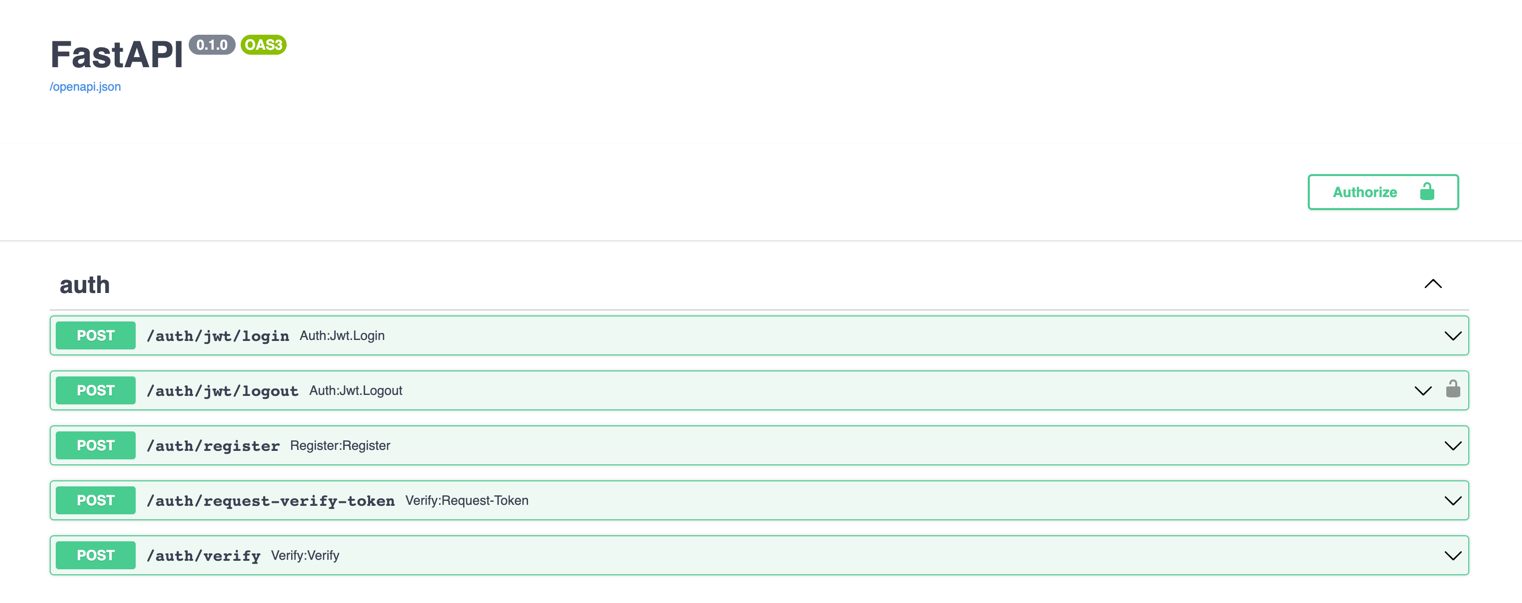 FastAPI 0.1.0 OAS3
/openapi.json
Authorize
auth
POST /auth/jwt/login Auth:Jwt.Login
POST /auth/jwt/logout Auth:Jwt.Logout
POST /auth/register Register:Register
POST /auth/request-verify-token Verify:Request-Token
POST /auth/verify Verify:Verify